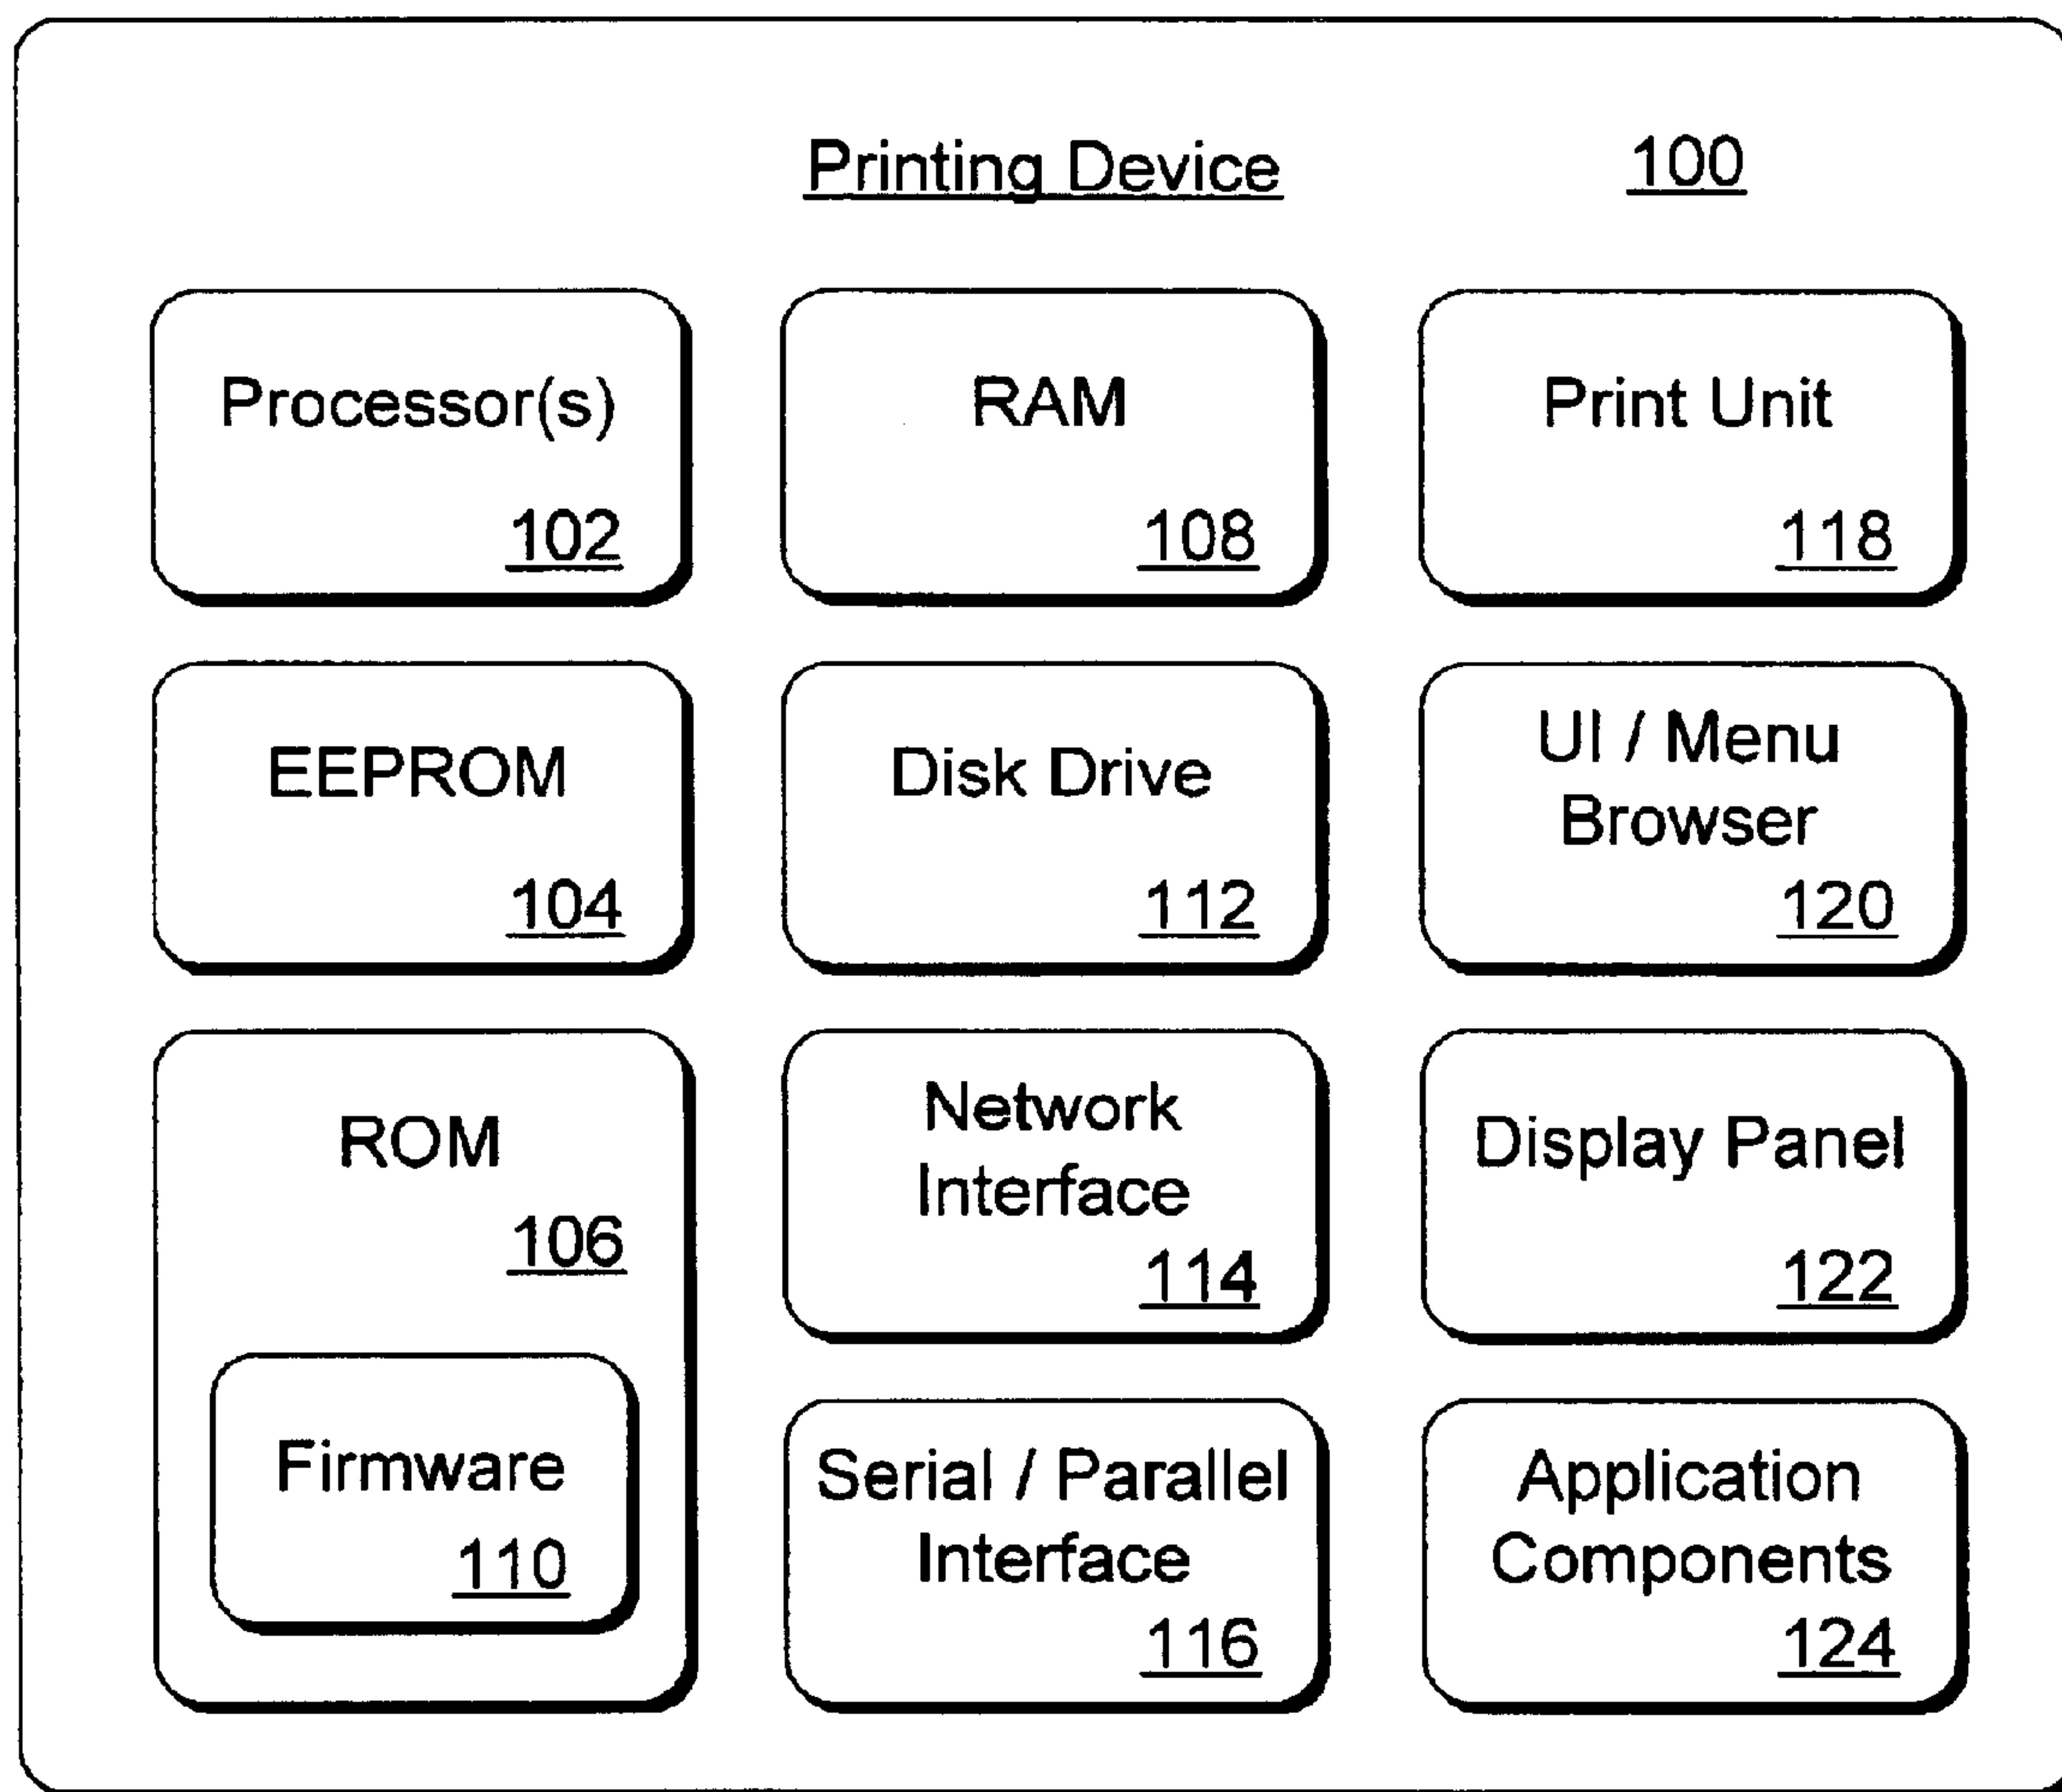 Printing Device 100
Processor(s)
102
RAM
108
Print Unit
118
EEPROM
104
Disk Drive
112
UI / Menu
Browser
120
ROM
106
Firmware
110
Network
Interface
114
Display Panel
122
Serial / Parallel
Interface
116
Application
Components
124